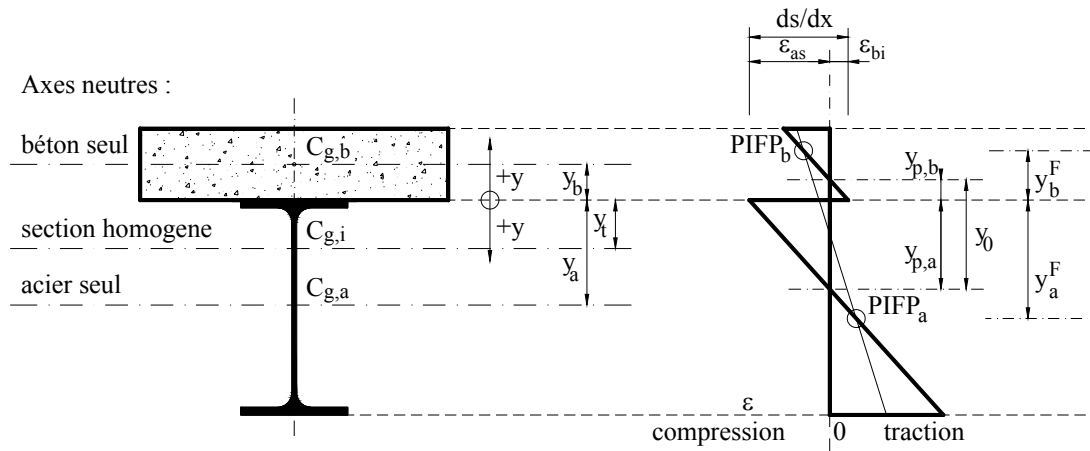 Axes neutres :
béton seul
section homogene
acier seul
C_g,b
C_g,i
C_g,a
+y
+y
y_b
y_t
y_a
ds/dx
ε_as
ε_bi
PIFP_b
PIFP_a
y_p,b
y_p,a
y_0
y_b^F
y_a^F
ε
compression 0 traction